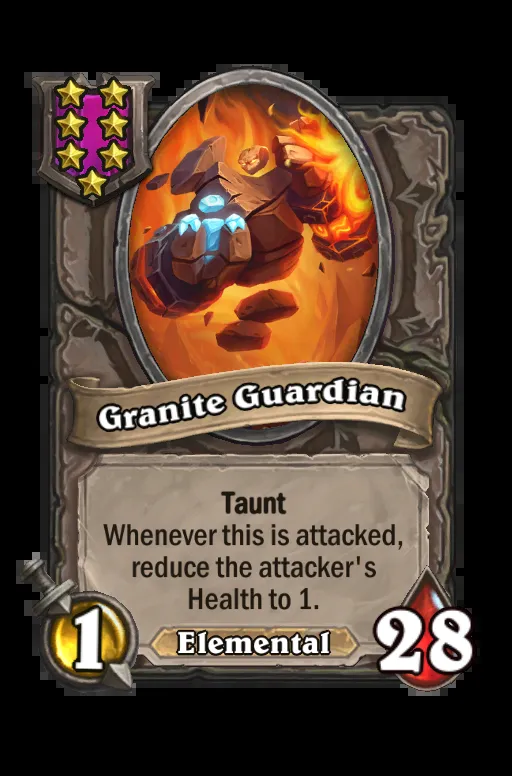 Granite Guardian
Taunt
Whenever this is attacked,
reduce the attacker's
Health to 1.
1
Elemental
28